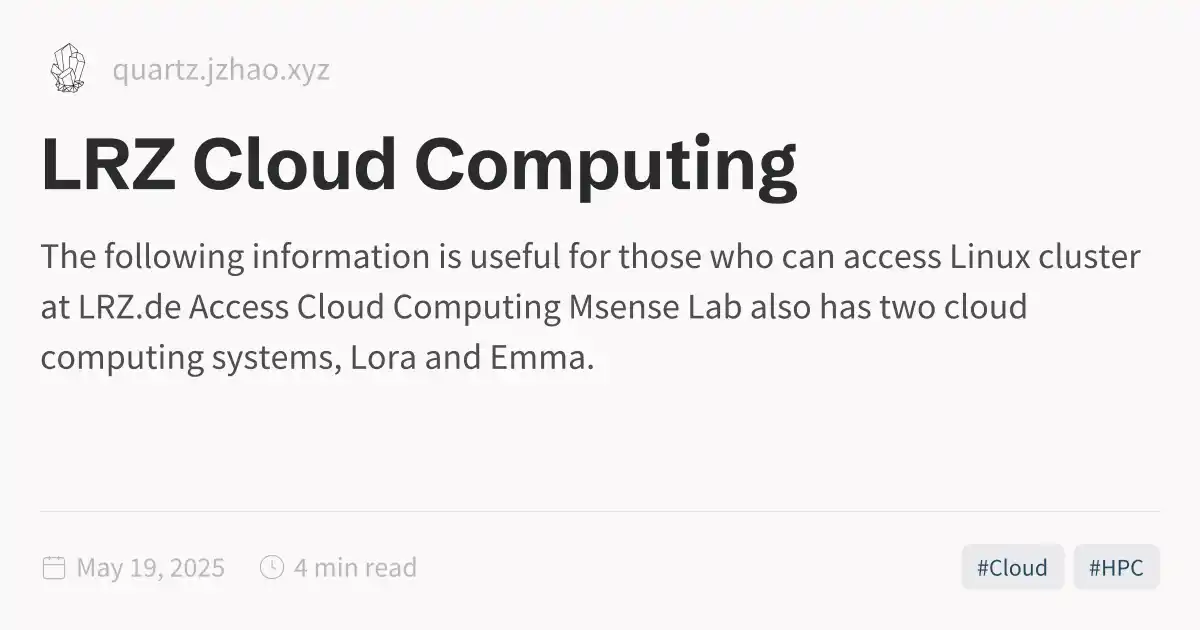 quartz.jzhao.xyz
LRZ Cloud Computing
The following information is useful for those who can access Linux cluster
at LRZ.de Access Cloud Computing Msense Lab also has two cloud
computing systems, Lora and Emma.
May 19, 2025 4 min read #Cloud #HPC